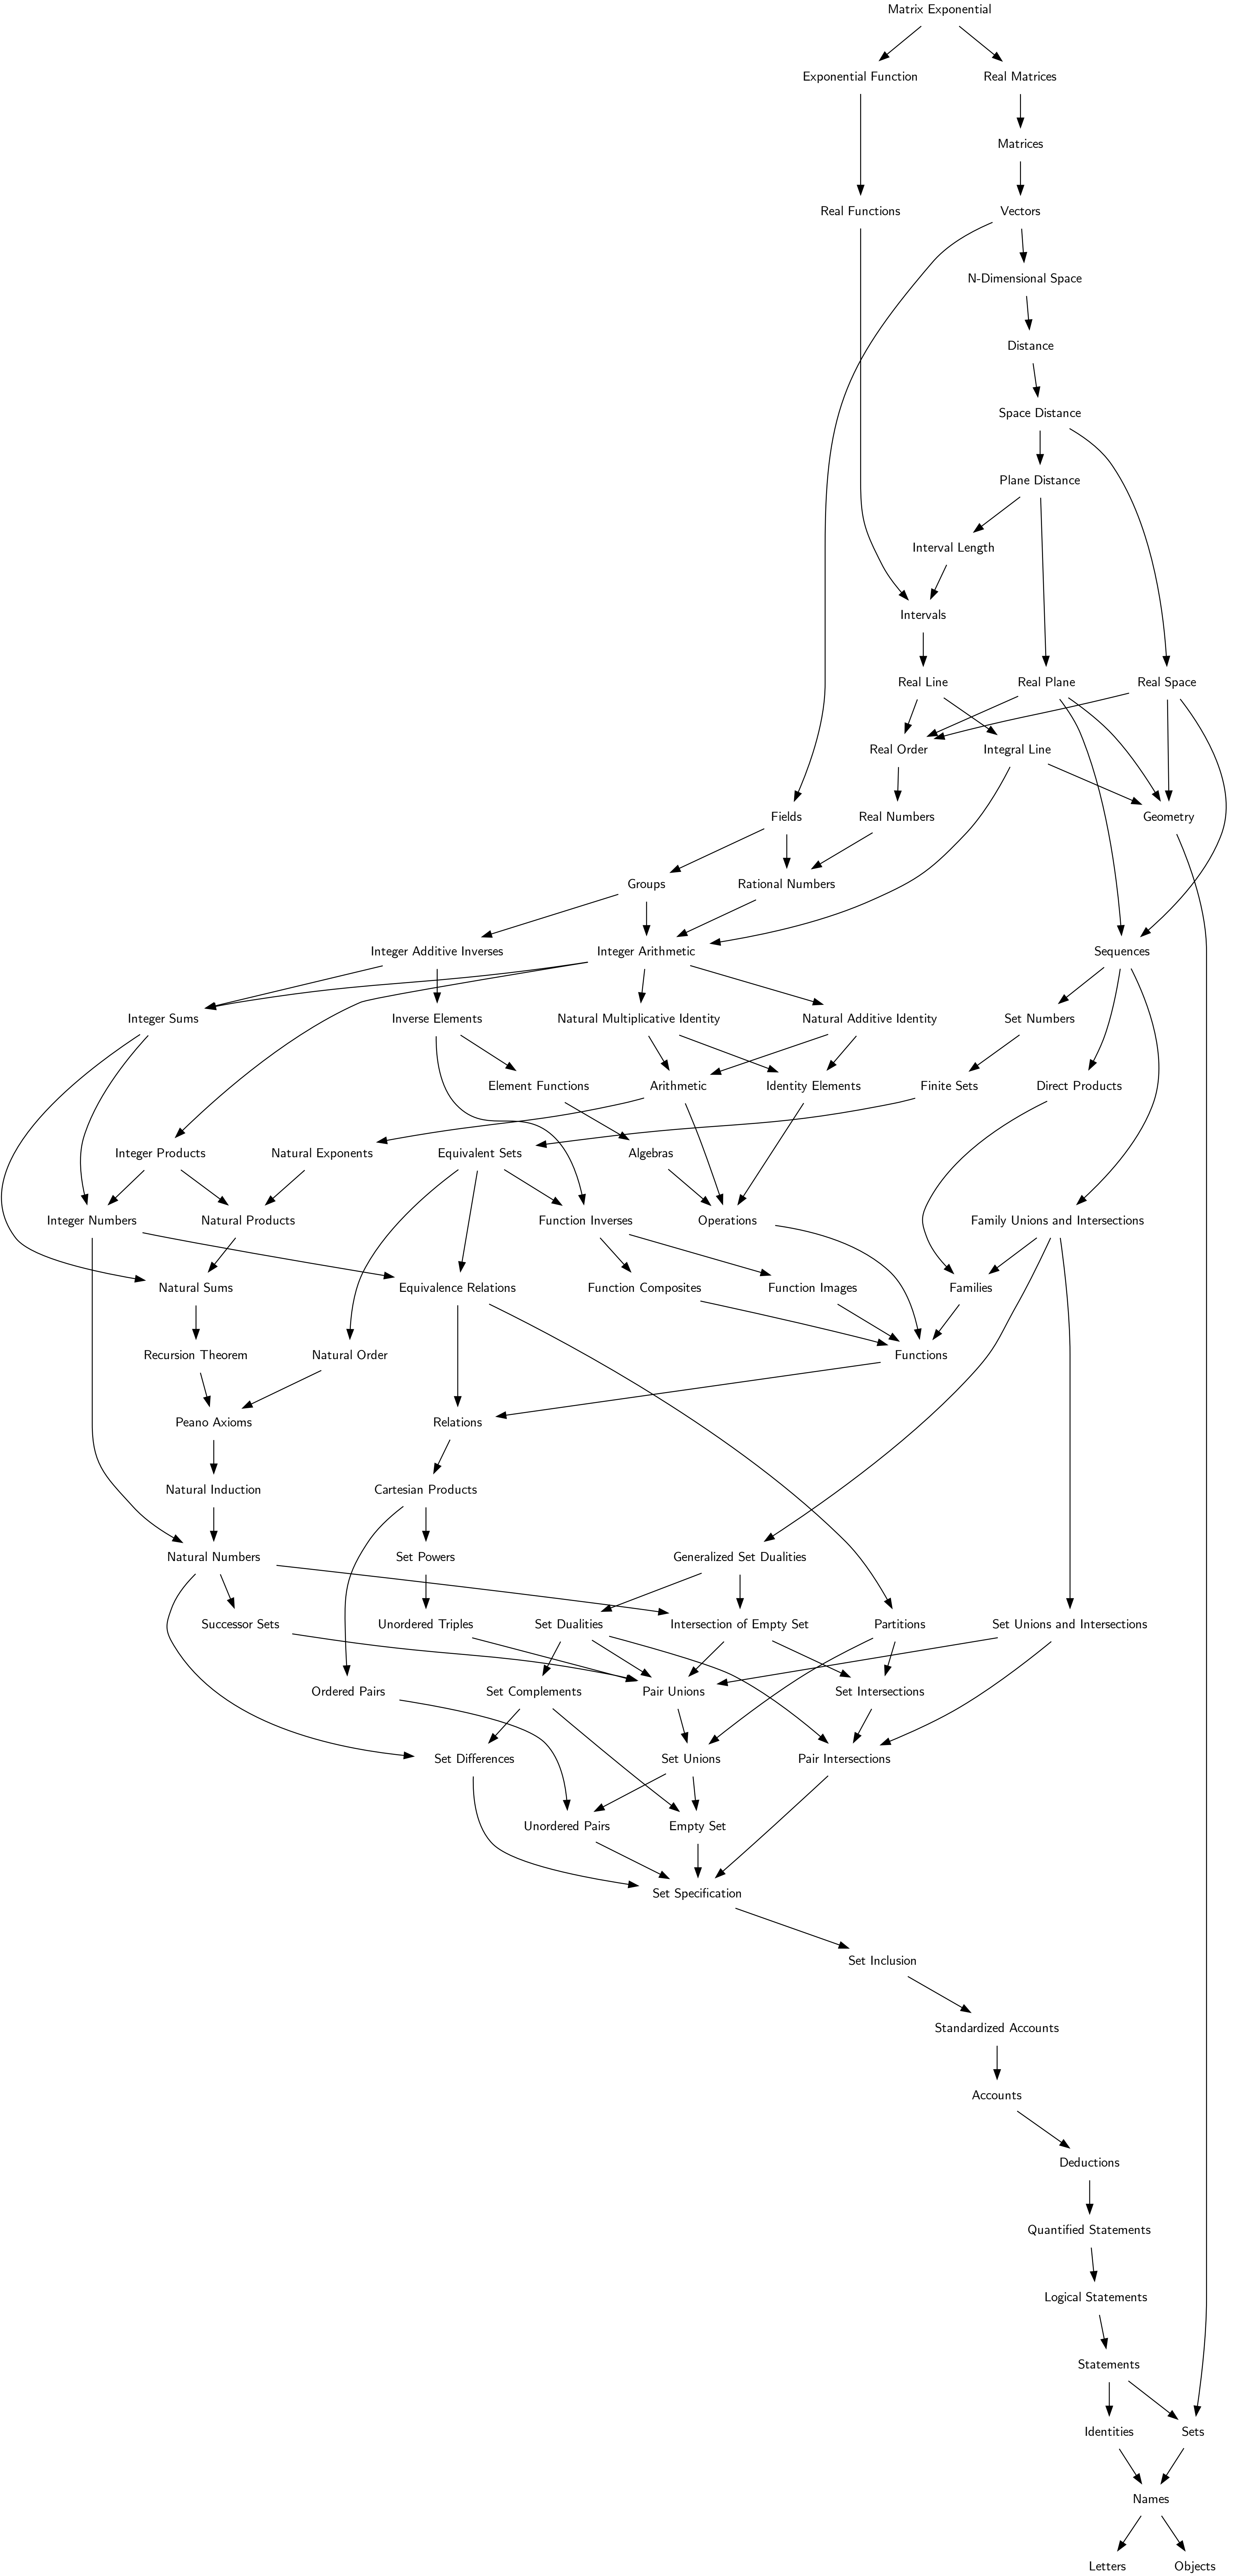 Matrix Exponential
Exponential Function
Real Matrices
Matrices
Real Functions
Vectors
N-Dimensional Space
Distance
Space Distance
Plane Distance
Interval Length
Intervals
Real Line
Real Plane
Real Space
Real Order
Integral Line
Fields
Real Numbers
Geometry
Groups
Rational Numbers
Integer Additive Inverses
Integer Arithmetic
Sequences
Integer Sums
Inverse Elements
Natural Multiplicative Identity
Natural Additive Identity
Set Numbers
Element Functions
Arithmetic
Identity Elements
Finite Sets
Direct Products
Integer Products
Natural Exponents
Equivalent Sets
Algebras
Integer Numbers
Natural Products
Function Inverses
Operations
Family Unions and Intersections
Natural Sums
Equivalence Relations
Function Composites
Function Images
Families
Recursion Theorem
Natural Order
Functions
Peano Axioms
Relations
Natural Induction
Cartesian Products
Natural Numbers
Set Powers
Generalized Set Dualities
Successor Sets
Unordered Triples
Set Dualities
Intersection of Empty Set
Partitions
Set Unions and Intersections
Ordered Pairs
Set Complements
Pair Unions
Set Intersections
Set Differences
Set Unions
Pair Intersections
Unordered Pairs
Empty Set
Set Specification
Set Inclusion
Standardized Accounts
Accounts
Deductions
Quantified Statements
Logical Statements
Statements
Identities
Sets
Names
Letters
Objects